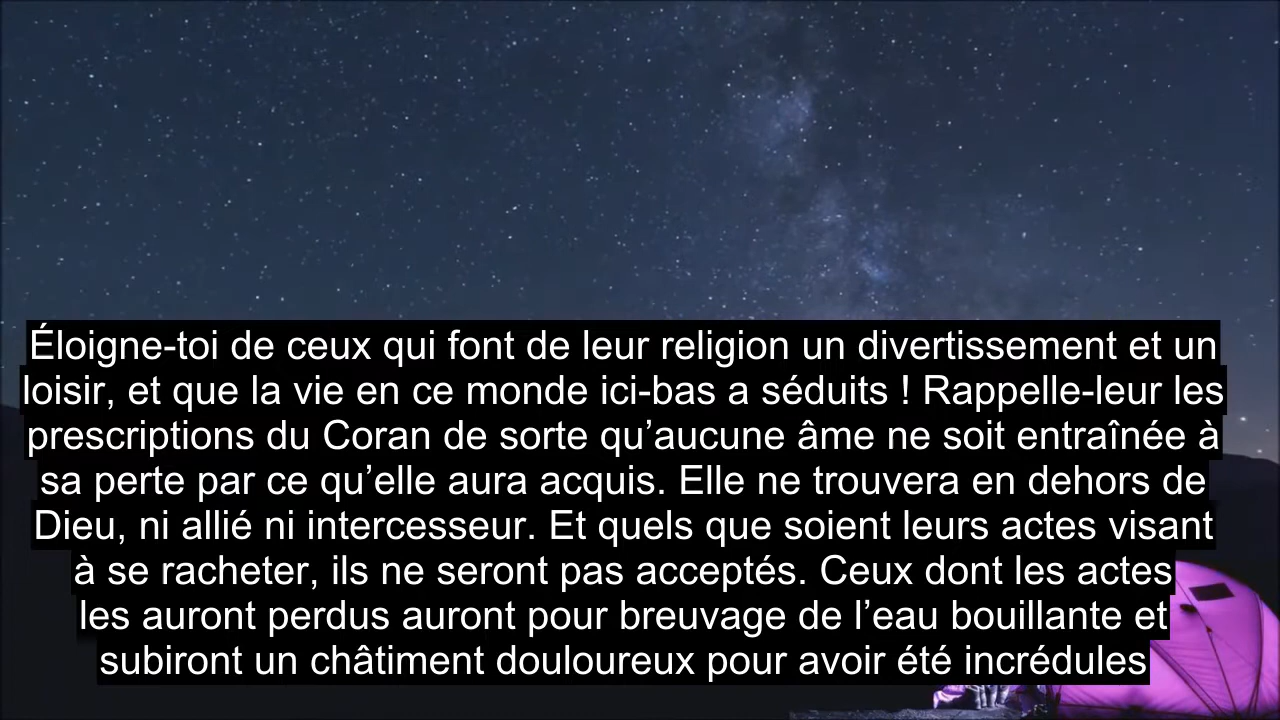 Éloigne-toi de ceux qui font de leur religion un divertissement et un
loisir, et que la vie en ce monde ici-bas a séduits ! Rappelle-leur les
prescriptions du Coran de sorte qu’aucune âme ne soit entraînée à
sa perte par ce qu’elle aura acquis. Elle ne trouvera en dehors de
Dieu, ni allié ni intercesseur. Et quels que soient leurs actes visant
à se racheter, ils ne seront pas acceptés. Ceux dont les actes
les auront perdus auront pour breuvage de l’eau bouillante et
subiront un châtiment douloureux pour avoir été incrédules